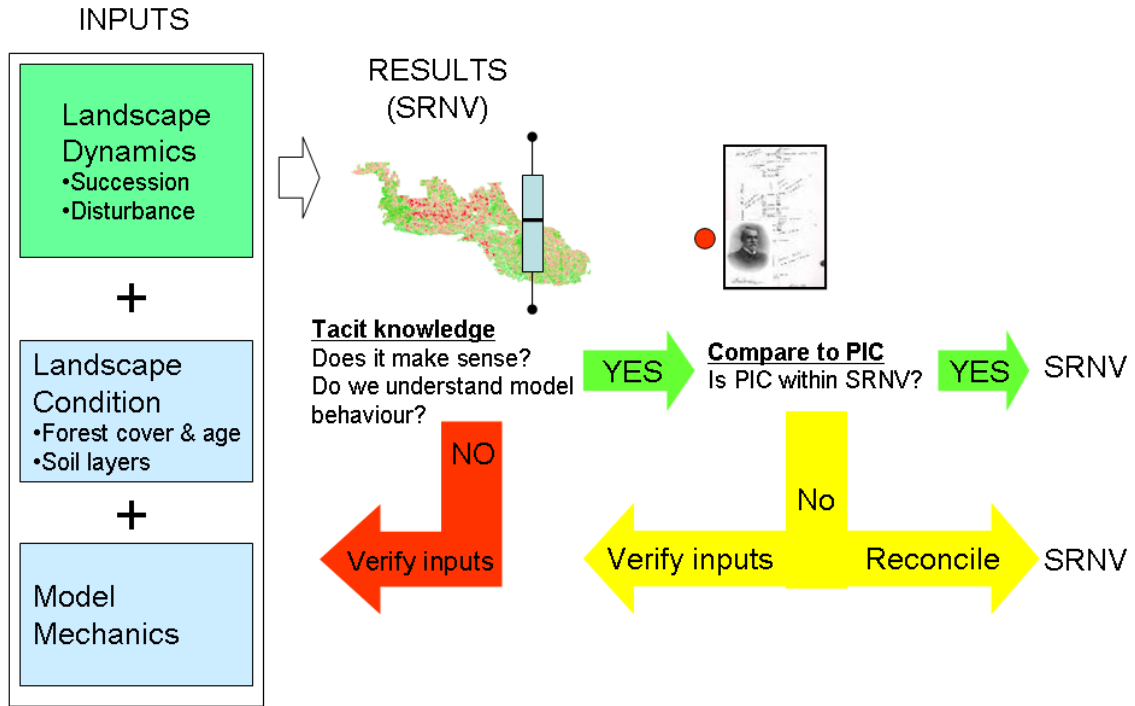 INPUTS
Landscape
Dynamics
•Succession
•Disturbance
+
Landscape
Condition
•Forest cover & age
•Soil layers
+
Model
Mechanics
RESULTS
(SRNV)
Tacit knowledge
Does it make sense?
Do we understand model
behaviour?
YES
Compare to PIC
Is PIC within SRNV?
YES
SRNV
NO
Verify inputs
No
Verify inputs
Reconcile
SRNV